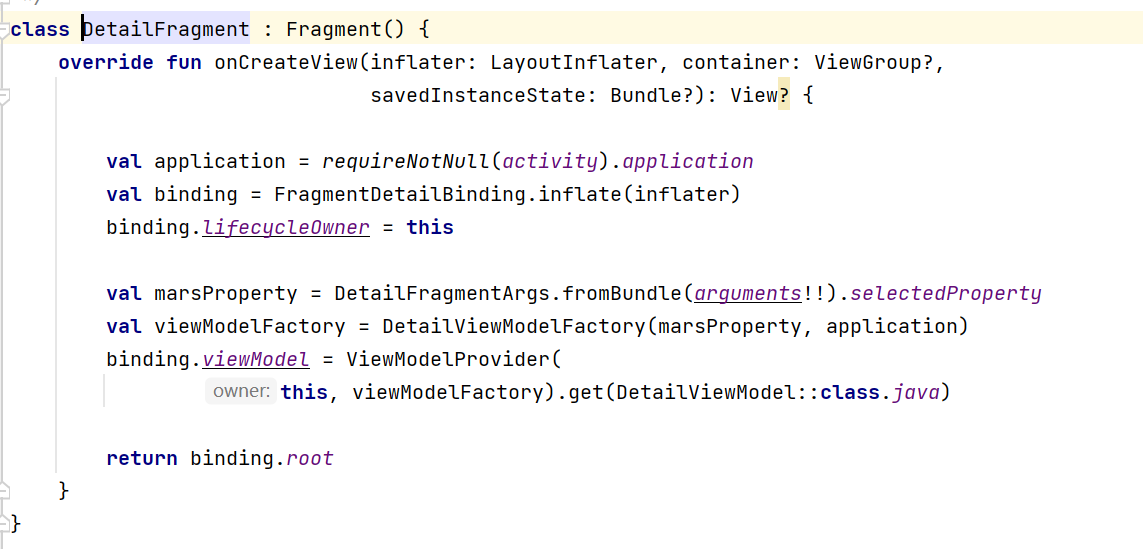 */
class DetailFragment : Fragment() {
    override fun onCreateView(inflater: LayoutInflater, container: ViewGroup?,
                              savedInstanceState: Bundle?): View? {
        val application = requireNotNull(activity).application
        val binding = FragmentDetailBinding.inflate(inflater)
        binding.lifecycleOwner = this
        val marsProperty = DetailFragmentArgs.fromBundle(arguments!!).selectedProperty
        val viewModelFactory = DetailViewModelFactory(marsProperty, application)
        binding.viewModel = ViewModelProvider(
                owner: this, viewModelFactory).get(DetailViewModel::class.java)
        return binding.root
    }
}